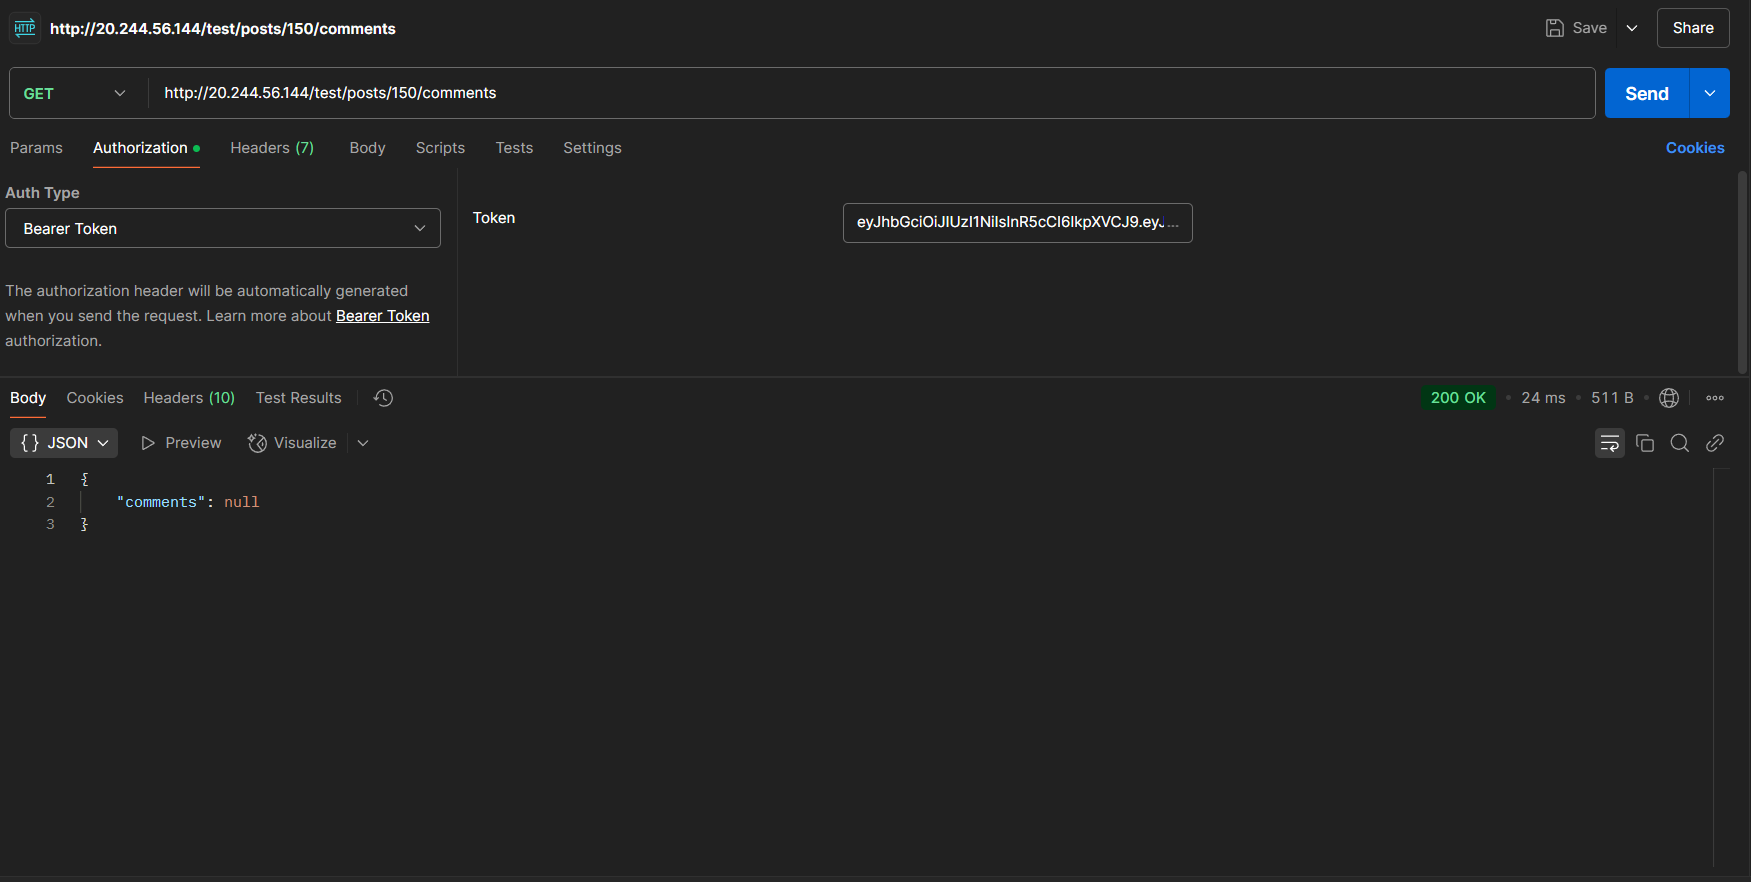 HTTP http://20.244.56.144/test/posts/150/comments Save Share
GET http://20.244.56.144/test/posts/150/comments Send
Params Authorization Headers (7) Body Scripts Tests Settings Cookies
Auth Type
Bearer Token
Token eyJhbGciOiJIUzI1NiIsInR5cCI6IkpXVCJ9.eyJ...
The authorization header will be automatically generated
when you send the request. Learn more about Bearer Token
authorization.
Body Cookies Headers (10) Test Results 200 OK • 24 ms • 511 B •
{} JSON Preview Visualize
1 {
2 "comments": null
3 }